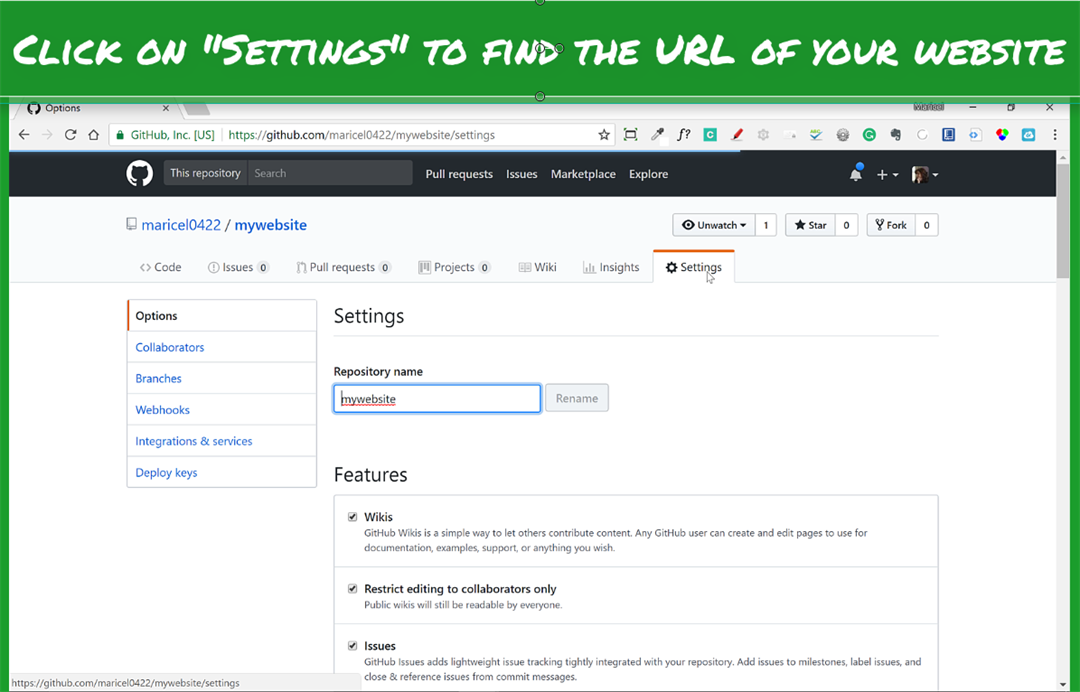 Click on "Settings" to find the URL of your website
Options
Maricel
GitHub, Inc. [US] https://github.com/maricel0422/mywebsite/settings
This repository Search Pull requests Issues Marketplace Explore
maricel0422 / mywebsite Unwatch 1 Star 0 Fork 0
Code Issues 0 Pull requests 0 Projects 0 Wiki Insights Settings
Options
Collaborators
Branches
Webhooks
Integrations & services
Deploy keys
Settings
Repository name
mywebsite Rename
Features
Wikis
GitHub Wikis is a simple way to let others contribute content. Any GitHub user can create and edit pages to use for
documentation, examples, support, or anything you wish.
Restrict editing to collaborators only
Public wikis will still be readable by everyone.
Issues
GitHub Issues adds lightweight issue tracking tightly integrated with your repository. Add issues to milestones, label issues, and
close & reference issues from commit messages.
https://github.com/maricel0422/mywebsite/settings